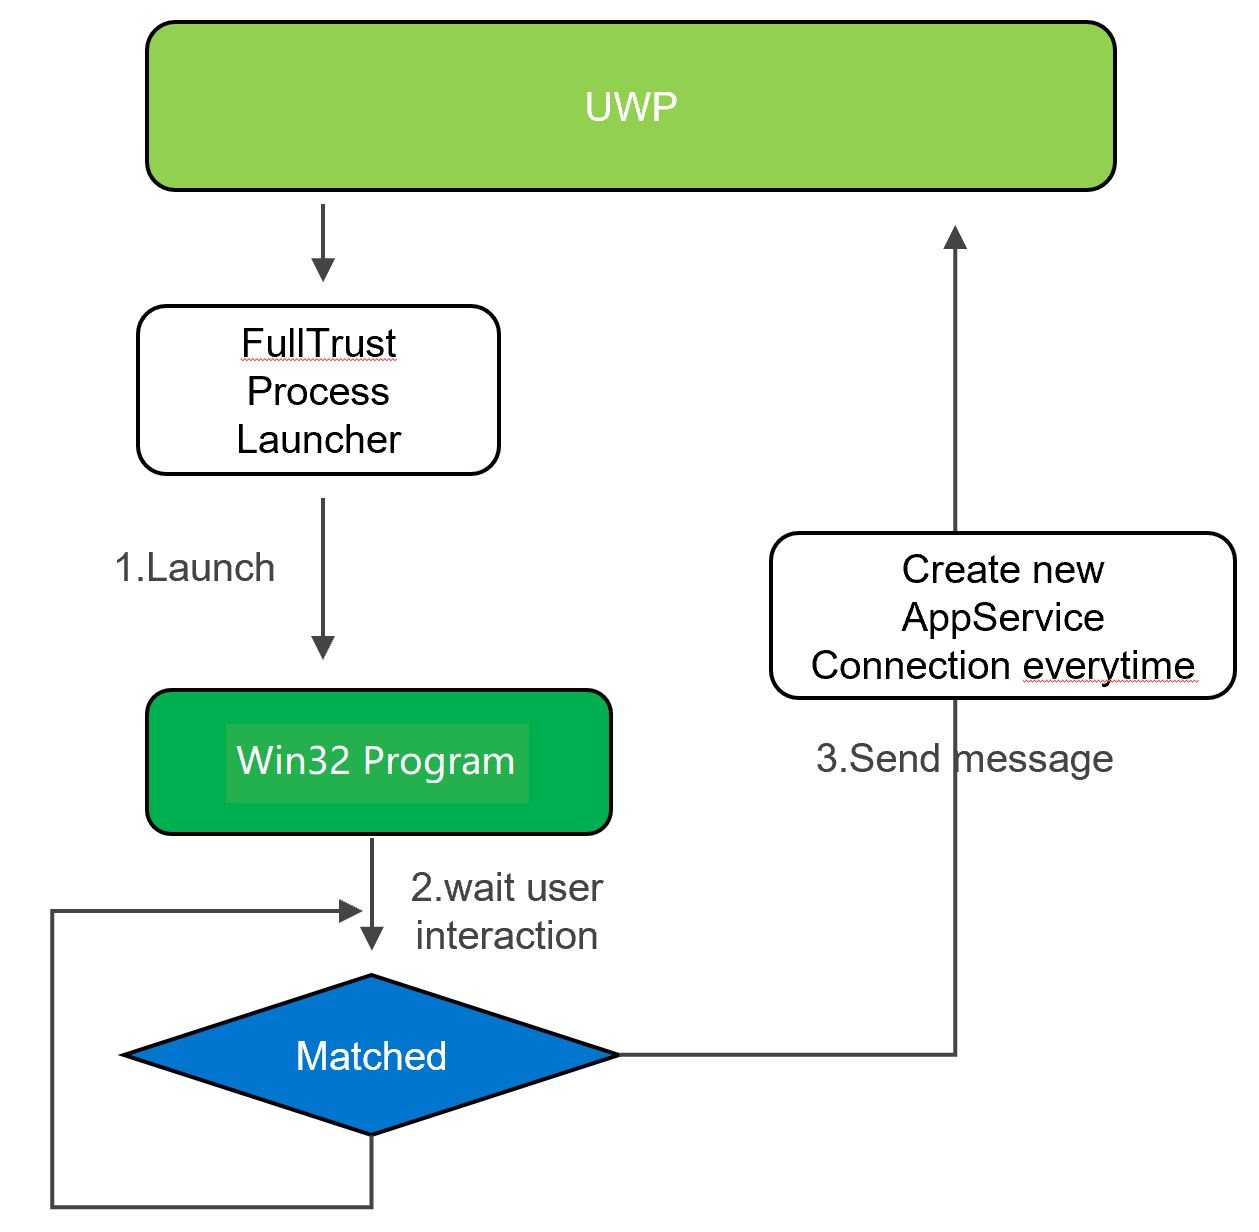 UWP
FullTrust
Process
Launcher
1.Launch
Create new
AppService
Connection everytime
Win32 Program
3.Send message
2.wait user
interaction
Matched